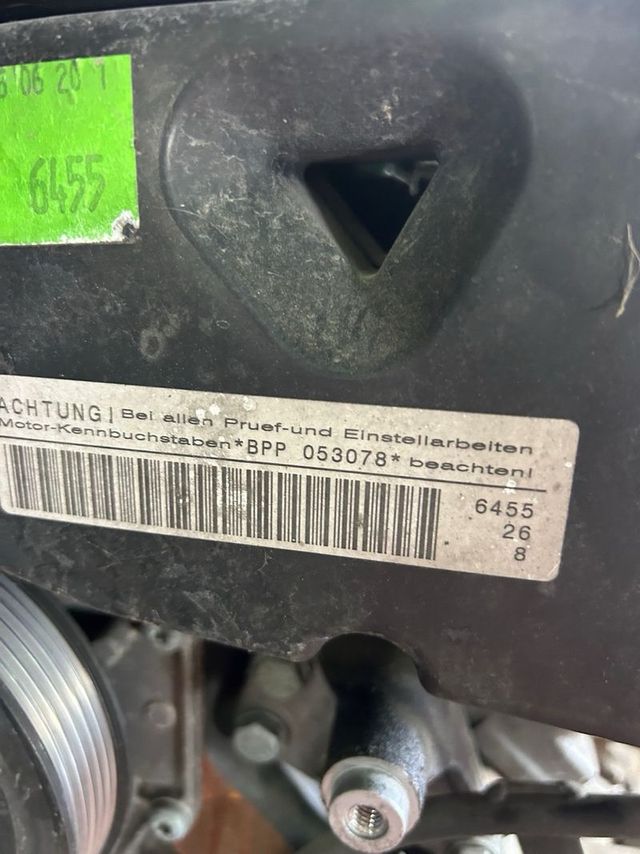 6 06 20 1
6455
ACHTUNG! Bei allen Pruef-und Einstellarbeiten
Motor-Kennbuchstaben*BPP 053078* beachten!
6455
26
8